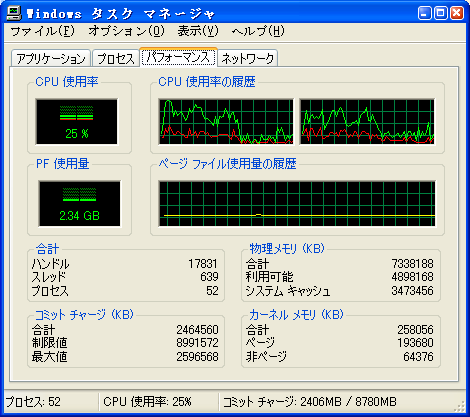 Windows タスク マネージャ
ファイル(F) オプション(O) 表示(V) ヘルプ(H)
アプリケーション プロセス パフォーマンス ネットワーク
CPU 使用率 CPU 使用率の履歴
25 %
PF 使用量 ページ ファイル使用量の履歴
2.34 GB
合計
ハンドル 17831
スレッド 639
プロセス 52
物理メモリ (KB)
合計 7338188
利用可能 4898168
システム キャッシュ 3473456
コミット チャージ (KB)
合計 2464560
制限値 8991572
最大値 2596568
カーネル メモリ (KB)
合計 258056
ページ 193680
非ページ 64376
プロセス: 52 CPU 使用率: 25% コミット チャージ: 2406MB / 8780MB